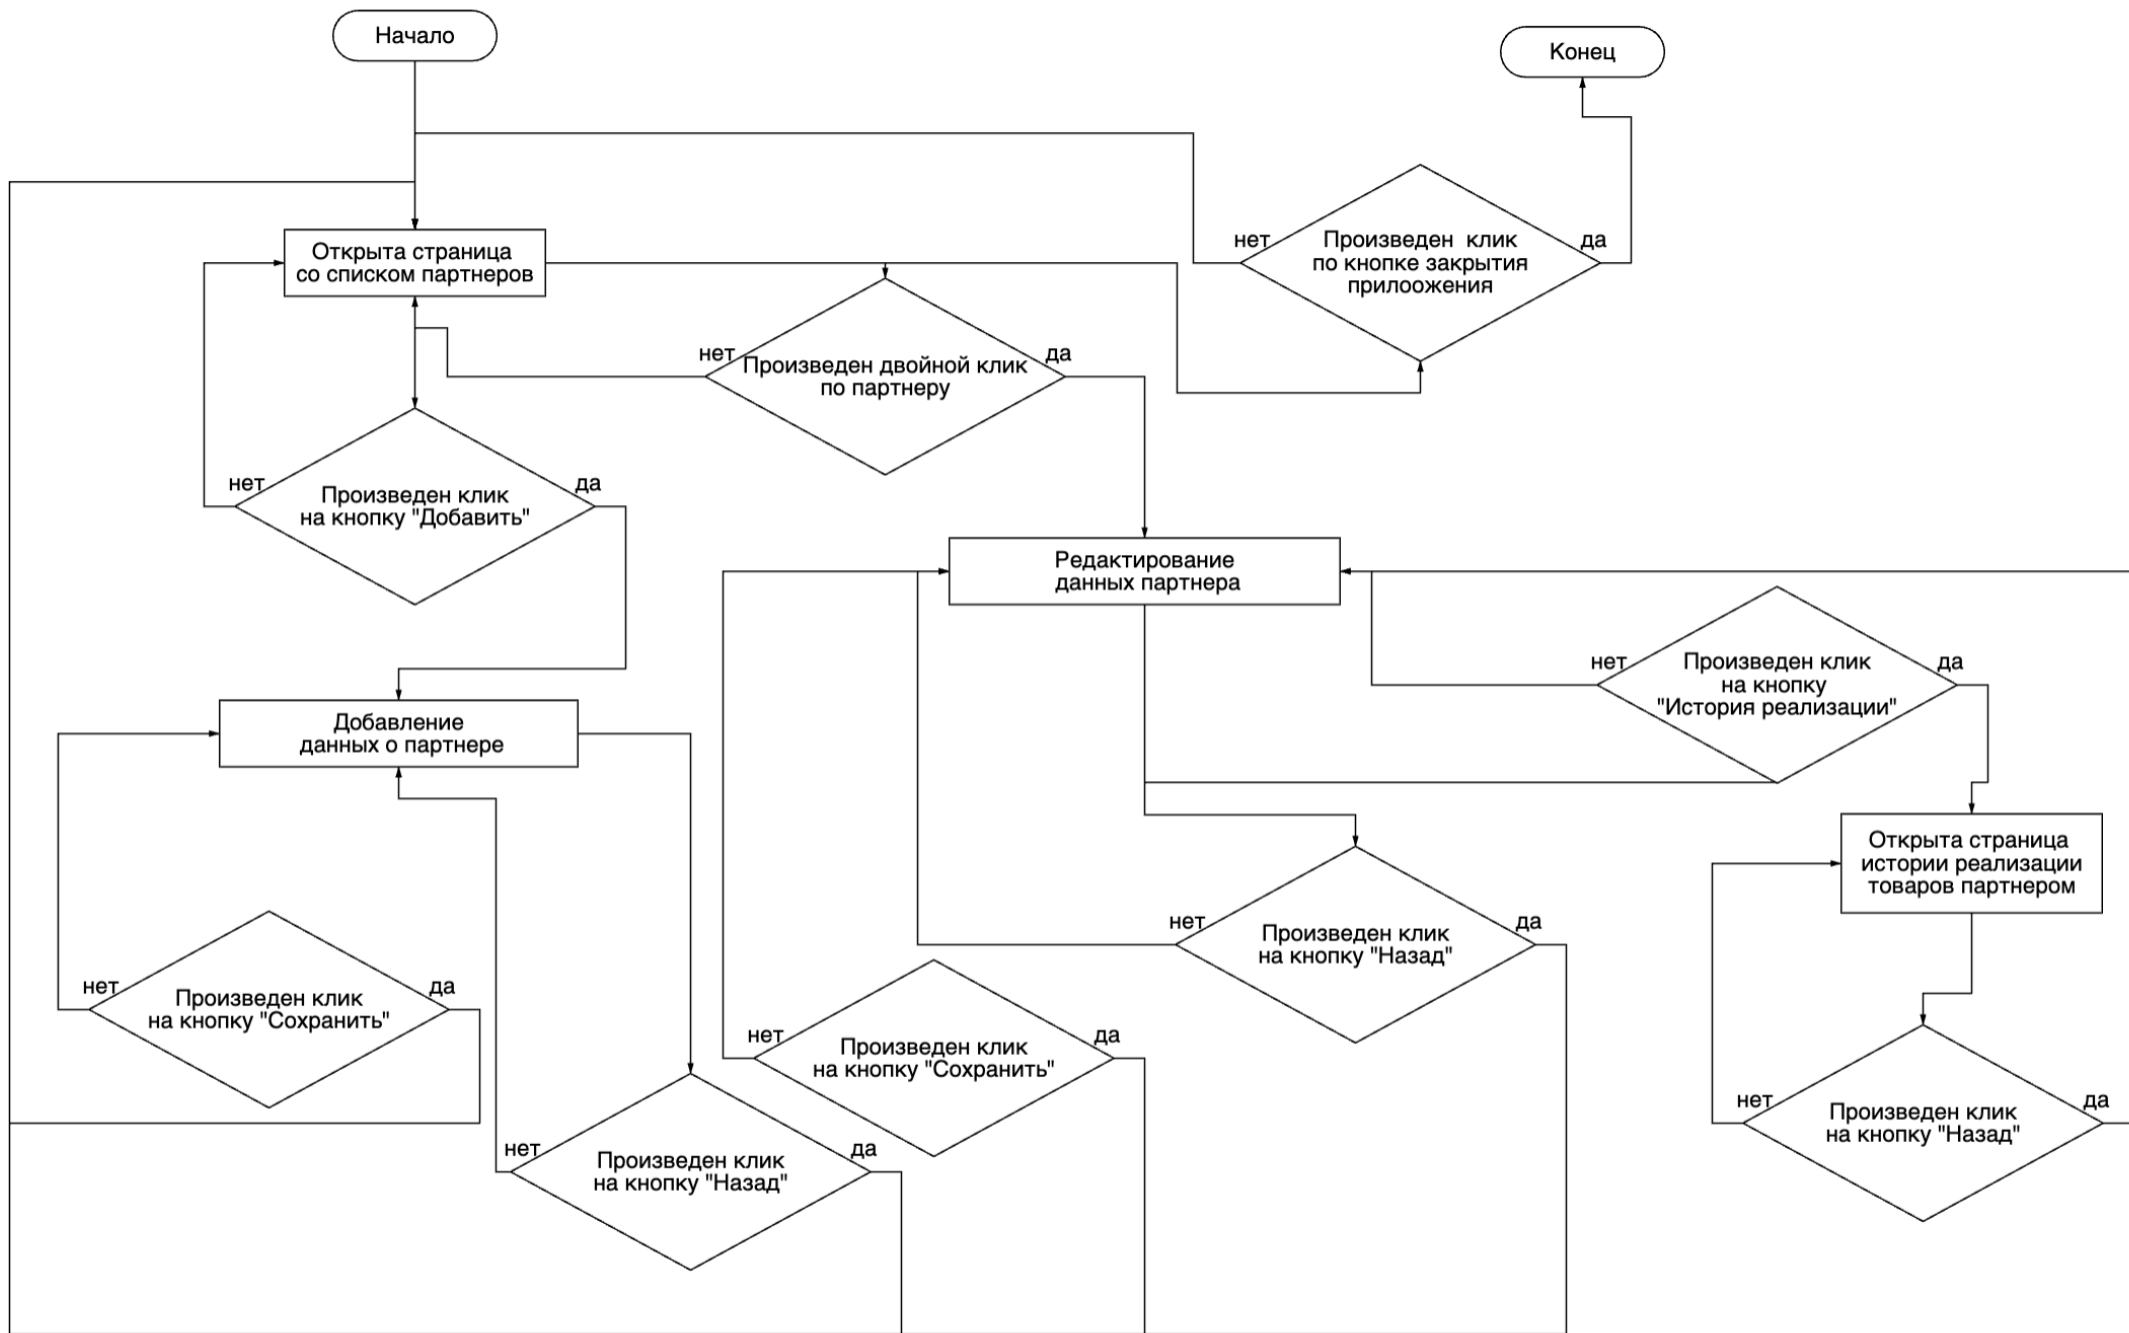 Начало
Конец
Открыта страница
со списком партнеров
нет
Произведен  клик
по кнопке закрытия
прилоожения
да
нет
Произведен двойной клик
по партнеру
да
нет
Произведен клик
на кнопку "Добавить"
да
Редактирование
данных партнера
нет
Произведен клик
на кнопку
"История реализации"
да
Добавление
данных о партнере
Открыта страница
истории реализации
товаров партнером
нет
Произведен клик
на кнопку "Назад"
да
нет
Произведен клик
на кнопку "Сохранить"
да
нет
Произведен клик
на кнопку "Сохранить"
да
нет
Произведен клик
на кнопку "Назад"
да
нет
Произведен клик
на кнопку "Назад"
да